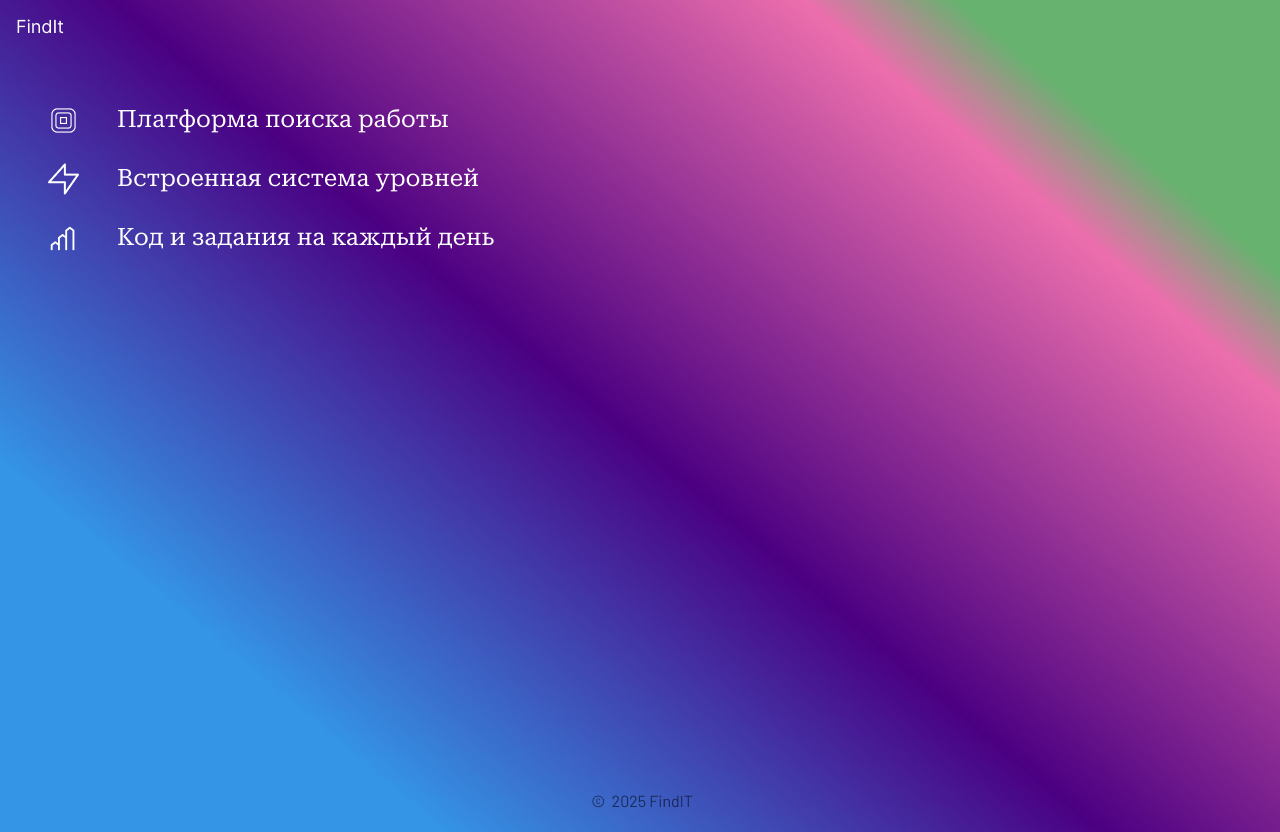 FindIt
Платформа поиска работы
Встроенная система уровней
Код и задания на каждый день
© 2025 FindIT